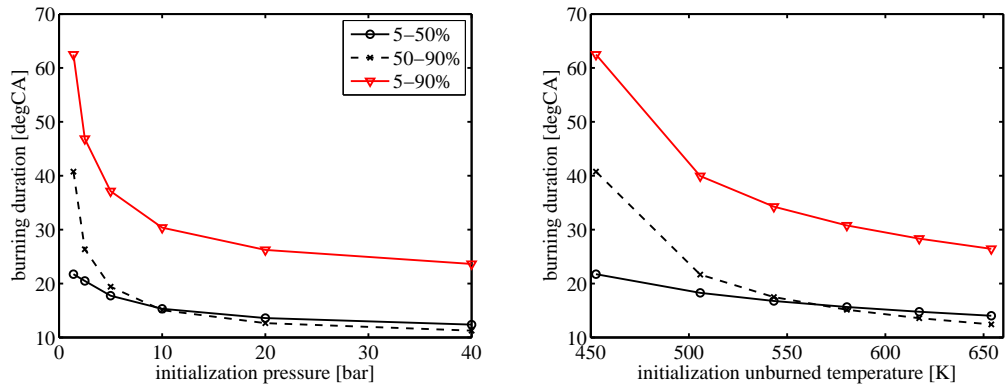 70
60
50
40
30
20
10
0 10 20 30 40
burning duration [degCA]
initialization pressure [bar]
5−50%
50−90%
5−90%
70
60
50
40
30
20
10
450 500 550 600 650
burning duration [degCA]
initialization unburned temperature [K]